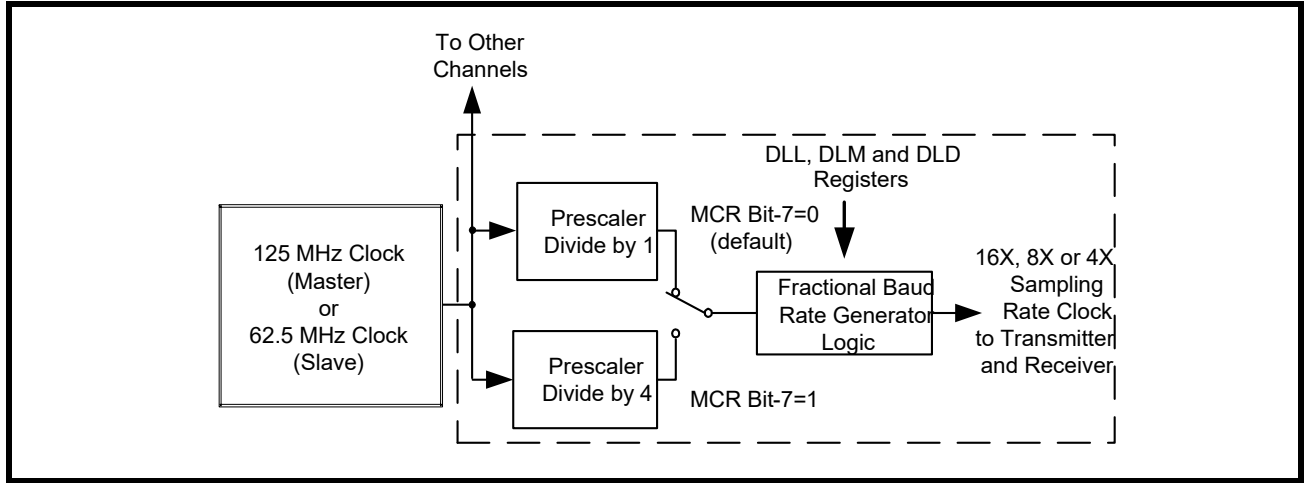 To Other
Channels
DLL, DLM and DLD
Registers
Prescaler
Divide by 1
MCR Bit-7=0
(default)
125 MHz Clock
(Master)
or
62.5 MHz Clock
(Slave)
Fractional Baud
Rate Generator
Logic
16X, 8X or 4X
Sampling
Rate Clock
to Transmitter
and Receiver
Prescaler
Divide by 4
MCR Bit-7=1